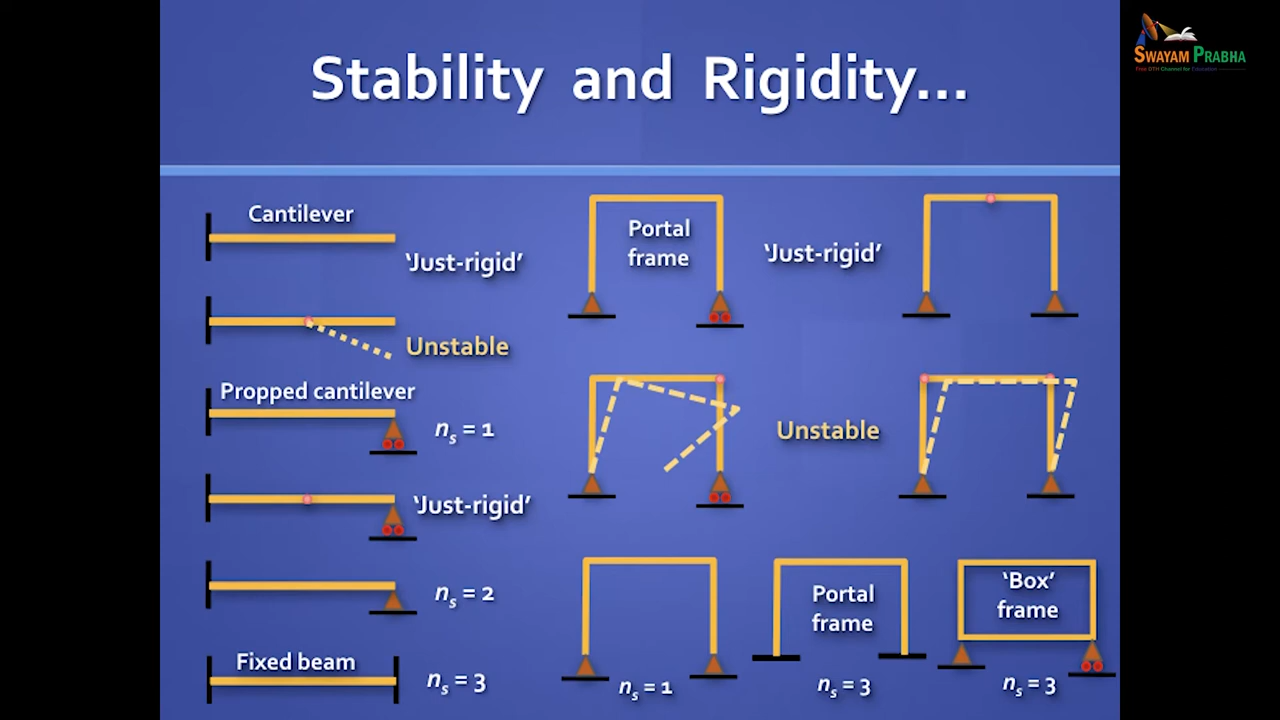 Stability and Rigidity...
SWAYAM PRABHA
Cantilever
'Just-rigid'
Unstable
Propped cantilever
ns = 1
'Just-rigid'
ns = 2
Fixed beam
ns = 3
Portal
frame
'Just-rigid'
Unstable
ns = 1
Portal
frame
ns = 3
'Box'
frame
ns = 3